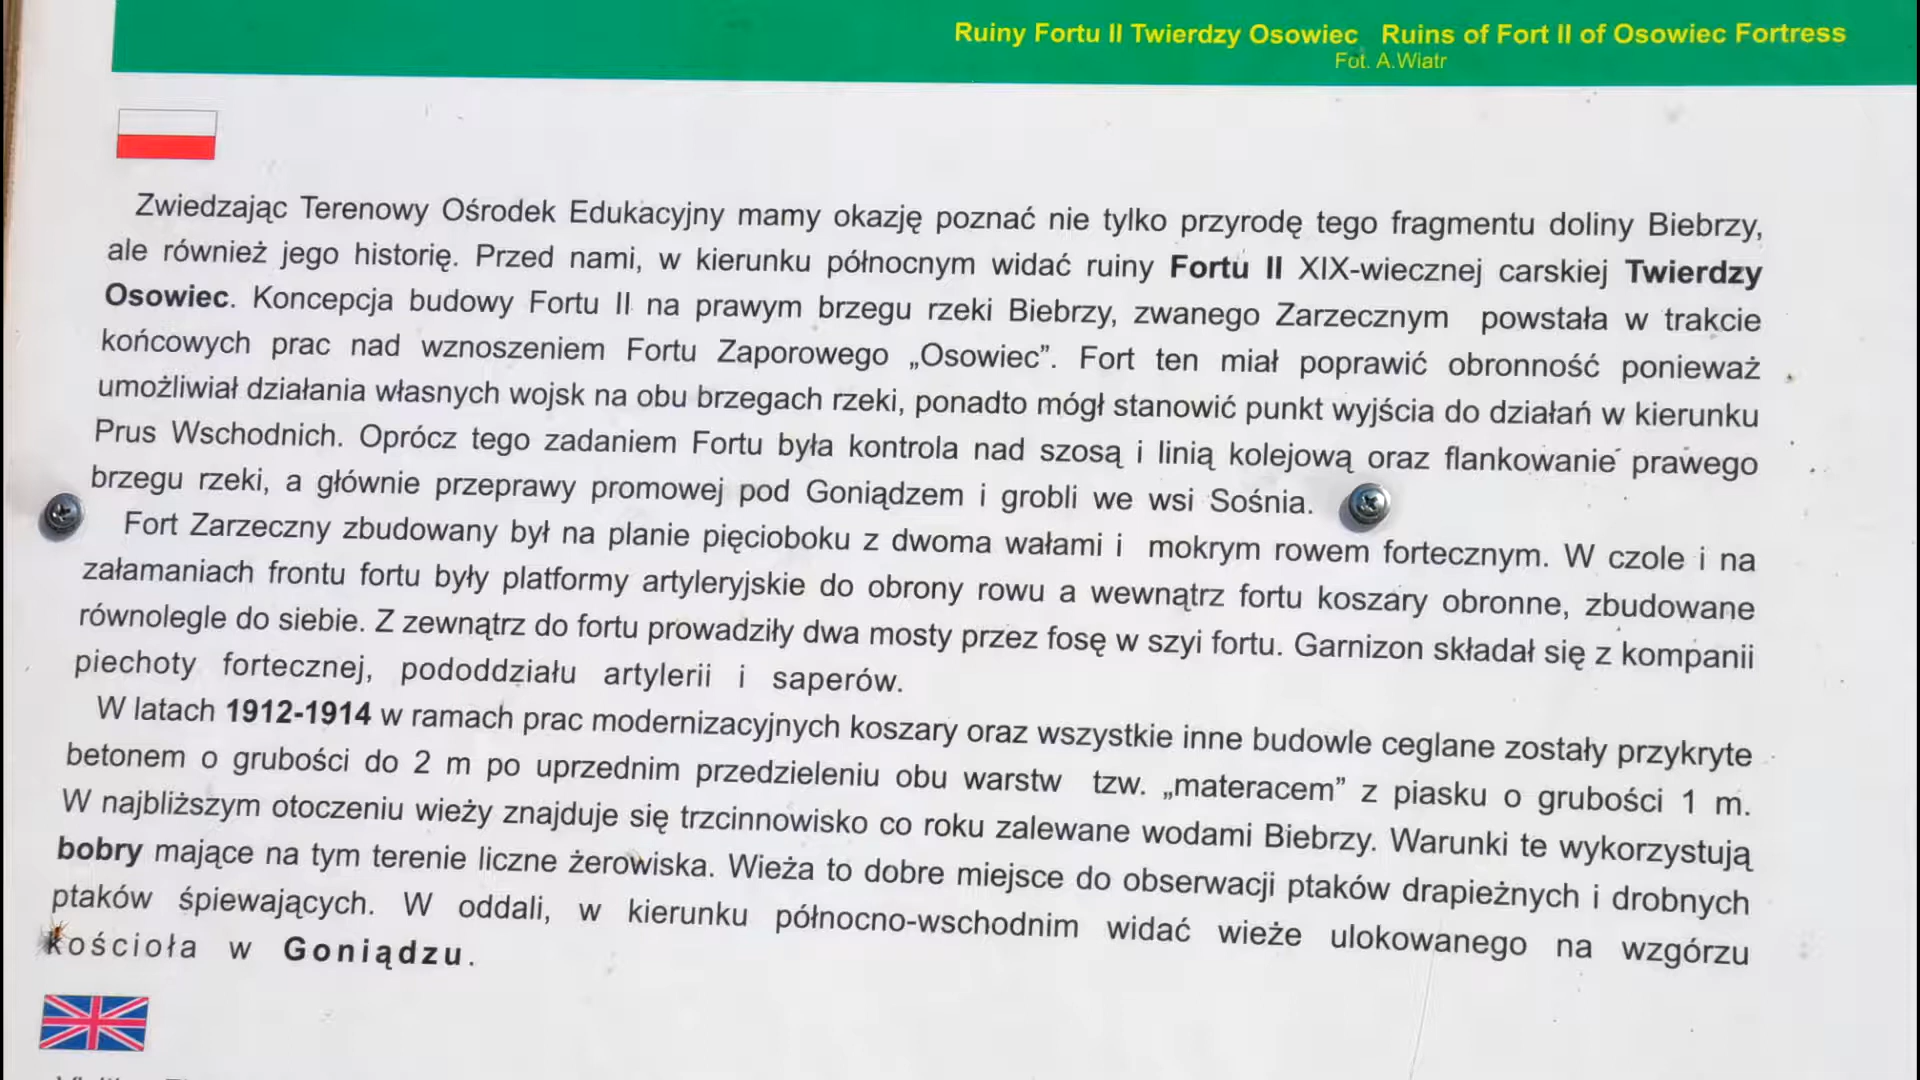 Ruiny Fortu II Twierdzy Osowiec Ruins of Fort II of Osowiec Fortress
Fot. A.Wiatr
Zwiedzając Terenowy Ośrodek Edukacyjny mamy okazję poznać nie tylko przyrodę tego fragmentu doliny Biebrzy,
ale również jego historię. Przed nami, w kierunku północnym widać ruiny Fortu II XIX-wiecznej carskiej Twierdzy
Osowiec. Koncepcja budowy Fortu II na prawym brzegu rzeki Biebrzy, zwanego Zarzecznym powstała w trakcie
końcowych prac nad wznoszeniem Fortu Zaporowego „Osowiec”. Fort ten miał poprawić obronność ponieważ
umożliwiał działania własnych wojsk na obu brzegach rzeki, ponadto mógł stanowić punkt wyjścia do działań w kierunku
Prus Wschodnich. Oprócz tego zadaniem Fortu była kontrola nad szosą i linią kolejową oraz flankowanie prawego
brzegu rzeki, a głównie przeprawy promowej pod Goniądzem i grobli we wsi Sośnia.
Fort Zarzeczny zbudowany był na planie pięcioboku z dwoma wałami i mokrym rowem fortecznym. W czole i na
załamaniach frontu fortu były platformy artyleryjskie do obrony rowu a wewnątrz fortu koszary obronne, zbudowane
równolegle do siebie. Z zewnątrz do fortu prowadziły dwa mosty przez fosę w szyi fortu. Garnizon składał się z kompanii
piechoty fortecznej, pododdziału artylerii i saperów.
W latach 1912-1914 w ramach prac modernizacyjnych koszary oraz wszystkie inne budowle ceglane zostały przykryte
betonem o grubości do 2 m po uprzednim przedzieleniu obu warstw tzw. „materacem” z piasku o grubości 1 m.
W najbliższym otoczeniu wieży znajduje się trzcinnowisko co roku zalewane wodami Biebrzy. Warunki te wykorzystują
bobry mające na tym terenie liczne żerowiska. Wieża to dobre miejsce do obserwacji ptaków drapieżnych i drobnych
ptaków śpiewających. W oddali, w kierunku północno-wschodnim widać wieże ulokowanego na wzgórzu
kościoła w Goniądzu.